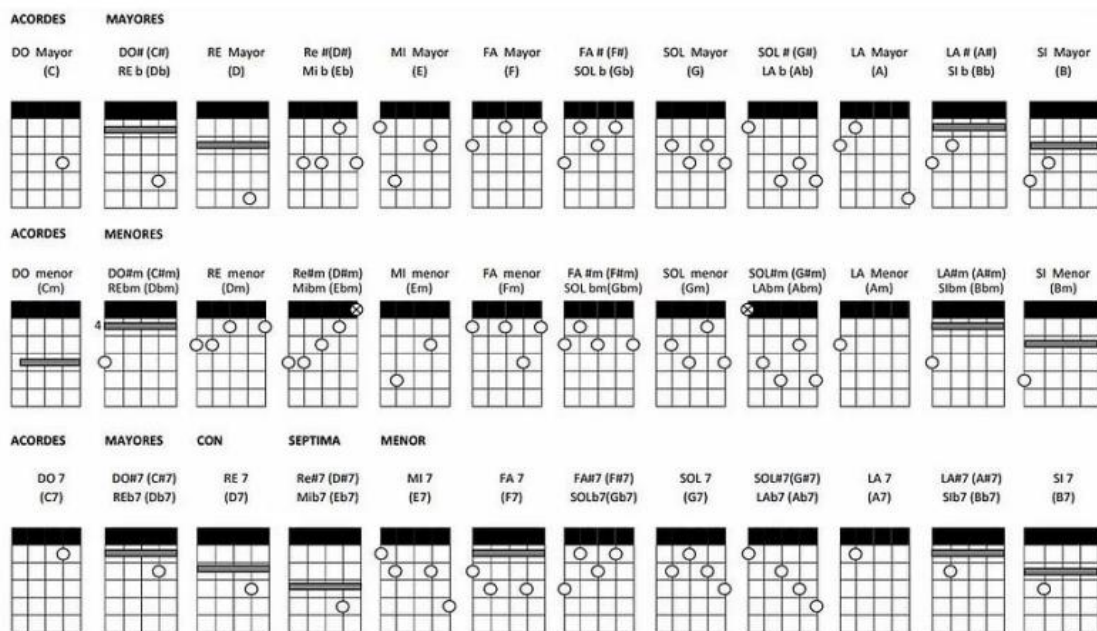 ACORDES MAYORES
DO Mayor DO# (C#) RE Mayor Re #(D#) MI Mayor FA Mayor FA # (F#) SOL Mayor SOL # (G#) LA Mayor LA # (A#) SI Mayor
(C) RE b (Db) (D) Mi b (Eb) (E) (F) SOL b (Gb) (G) LA b (Ab) (A) SI b (Bb) (B)
ACORDES MENORES
DO menor DO#m (C#m) RE menor Re#m (D#m) MI menor FA menor FA #m (F#m) SOL menor SOL#m (G#m) LA Menor LA#m (A#m) SI Menor
(Cm) REbm (Dbm) (Dm) Mibm (Ebm) (Em) (Fm) SOL bm(Gbm) (Gm) LAbm (Abm) (Am) SIbm (Bbm) (Bm)
4
ACORDES MAYORES CON SEPTIMA MENOR
DO 7 DO#7 (C#7) RE 7 Re#7 (D#7) MI 7 FA 7 FA#7 (F#7) SOL 7 SOL#7(G#7) LA 7 LA#7 (A#7) SI 7
(C7) REb7 (Db7) (D7) Mib7 (Eb7) (E7) (F7) SOLb7(Gb7) (G7) LAb7 (Ab7) (A7) SIb7 (Bb7) (B7)